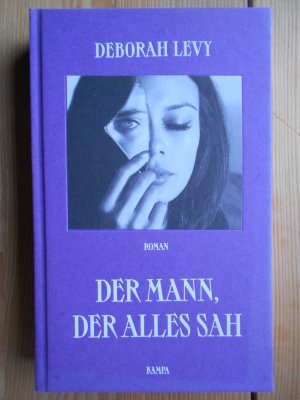 DEBORAH LEVY
ROMAN
DER MANN,
DER ALLES SAH
KAMPA